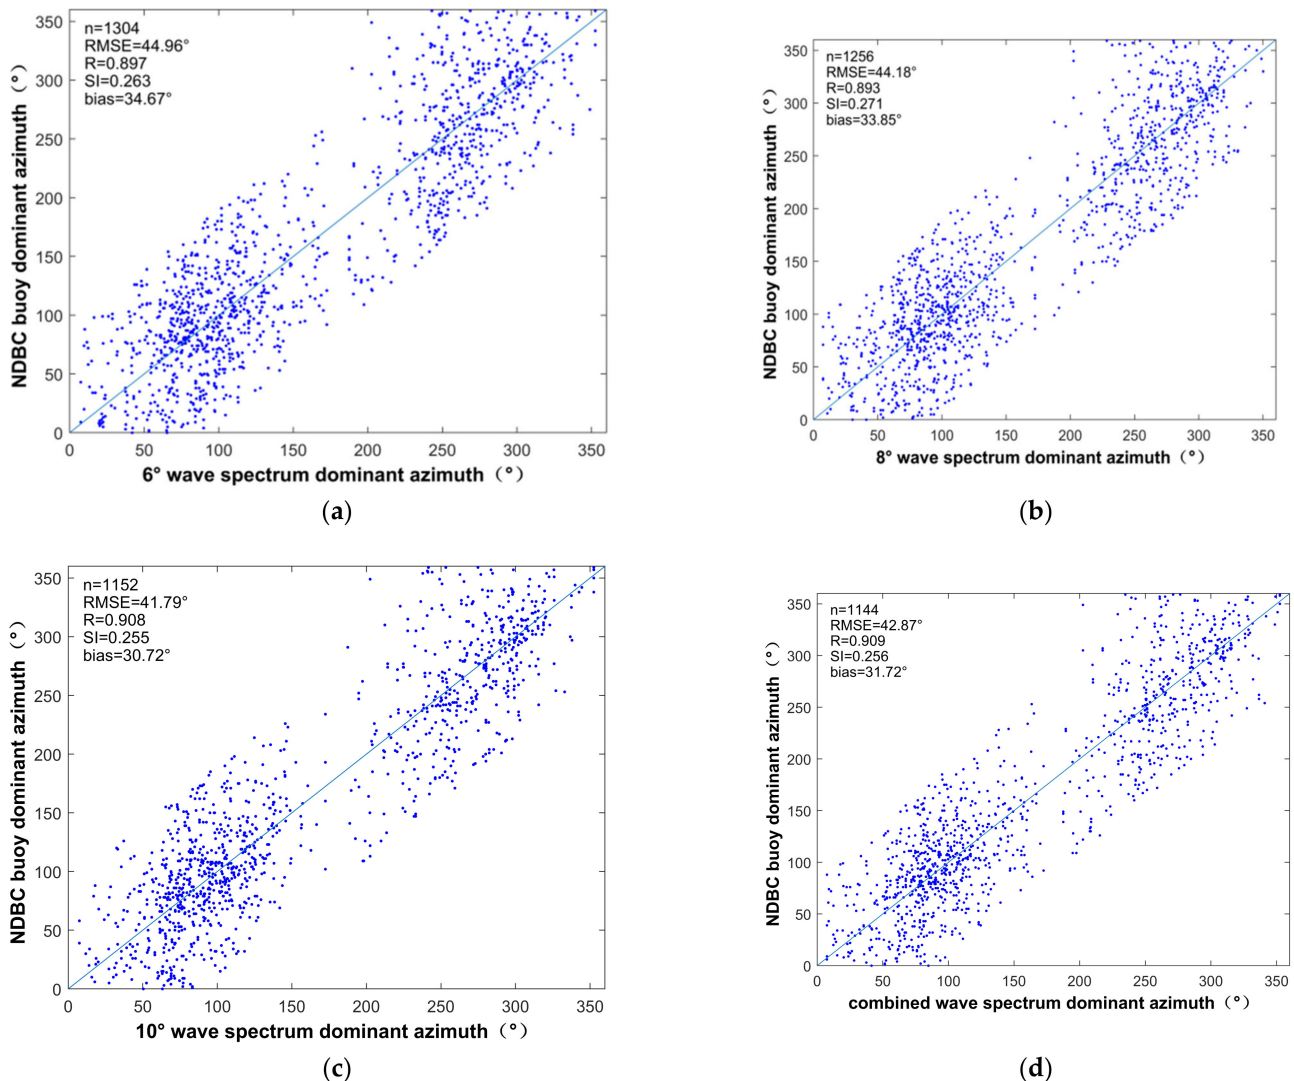 n=1304
RMSE=44.96°
R=0.897
SI=0.263
bias=34.67°
350
300
250
200
150
100
50
0
0 50 100 150 200 250 300 350
NDBC buoy dominant azimuth（°）
6° wave spectrum dominant azimuth（°）
(a)
n=1256
RMSE=44.18°
R=0.893
SI=0.271
bias=33.85°
350
300
250
200
150
100
50
0
0 50 100 150 200 250 300 350
NDBC buoy dominant azimuth（°）
8° wave spectrum dominant azimuth（°）
(b)
n=1152
RMSE=41.79°
R=0.908
SI=0.255
bias=30.72°
350
300
250
200
150
100
50
0
0 50 100 150 200 250 300 350
NDBC buoy dominant azimuth（°）
10° wave spectrum dominant azimuth（°）
(c)
n=1144
RMSE=42.87°
R=0.909
SI=0.256
bias=31.72°
350
300
250
200
150
100
50
0
0 50 100 150 200 250 300 350
NDBC buoy dominant azimuth（°）
combined wave spectrum dominant azimuth（°）
(d)